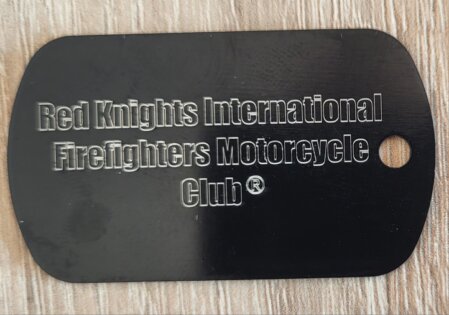 Red Knights International
Firefighters Motorcycle
Club®